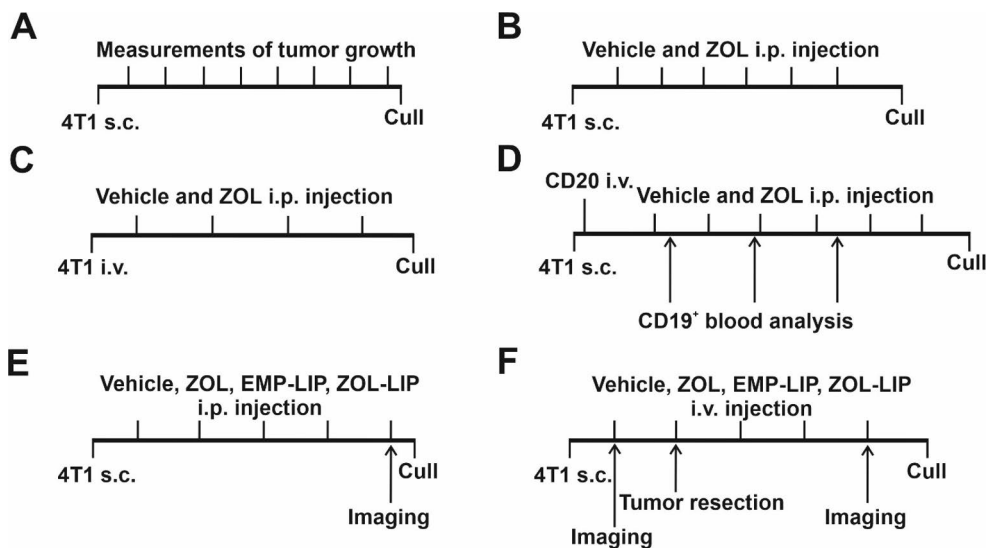 A
Measurements of tumor growth
4T1 s.c.
Cull
B
Vehicle and ZOL i.p. injection
4T1 s.c.
Cull
C
Vehicle and ZOL i.p. injection
4T1 i.v.
Cull
D
CD20 i.v.
Vehicle and ZOL i.p. injection
4T1 s.c.
Cull
CD19⁺ blood analysis
E
Vehicle, ZOL, EMP-LIP, ZOL-LIP
i.p. injection
4T1 s.c.
Cull
Imaging
F
Vehicle, ZOL, EMP-LIP, ZOL-LIP
i.v. injection
4T1 s.c.
Cull
Tumor resection
Imaging
Imaging